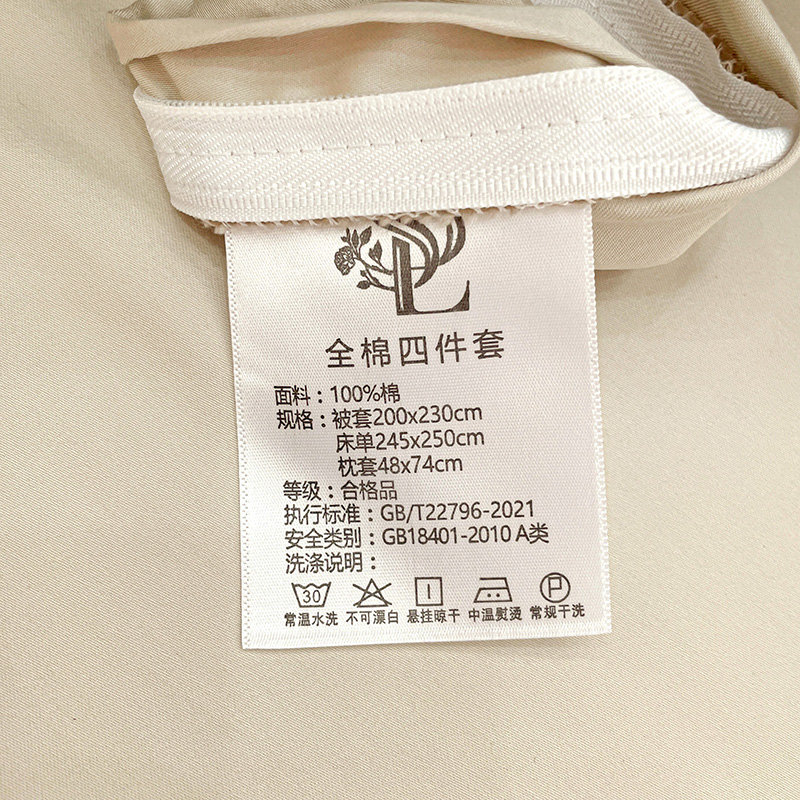 SL
全棉四件套
面料：100%棉
规格：被套200x230cm
床单245x250cm
枕套48x74cm
等级：合格品
执行标准：GB/T22796-2021
安全类别：GB18401-2010 A类
洗涤说明：
30 P
常温水洗 不可漂白 悬挂晾干 中温熨烫 常规干洗